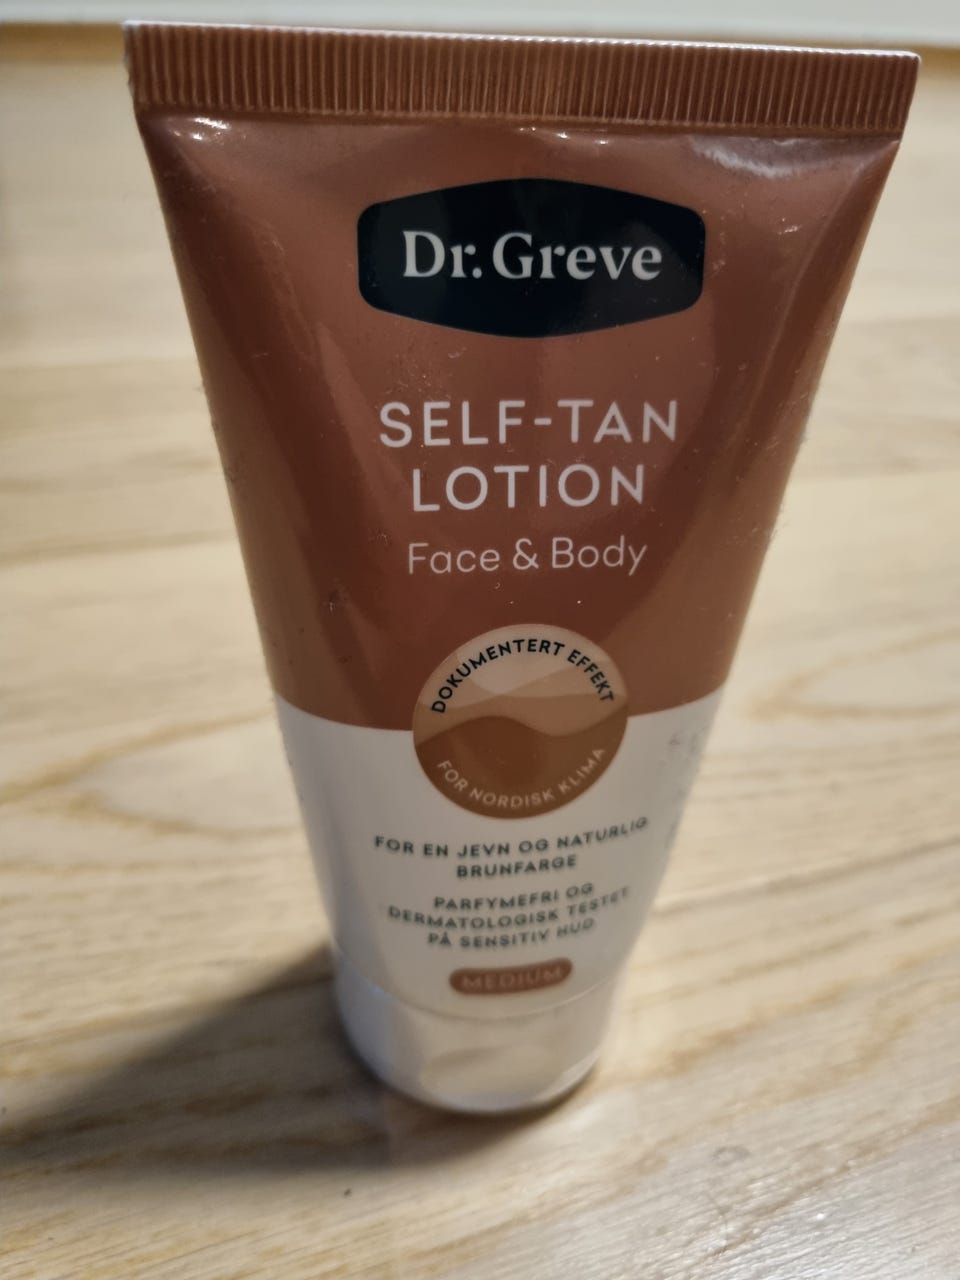 Dr. Greve
SELF-TAN
LOTION
Face & Body
DOKUMENTERT EFFEKT
FOR NORDISK KLIMA
FOR EN JEVN OG NATURLIG
BRUNFARGE
PARFYMEFRI OG
DERMATOLOGISK TESTET
PÅ SENSITIV HUD
MEDIUM